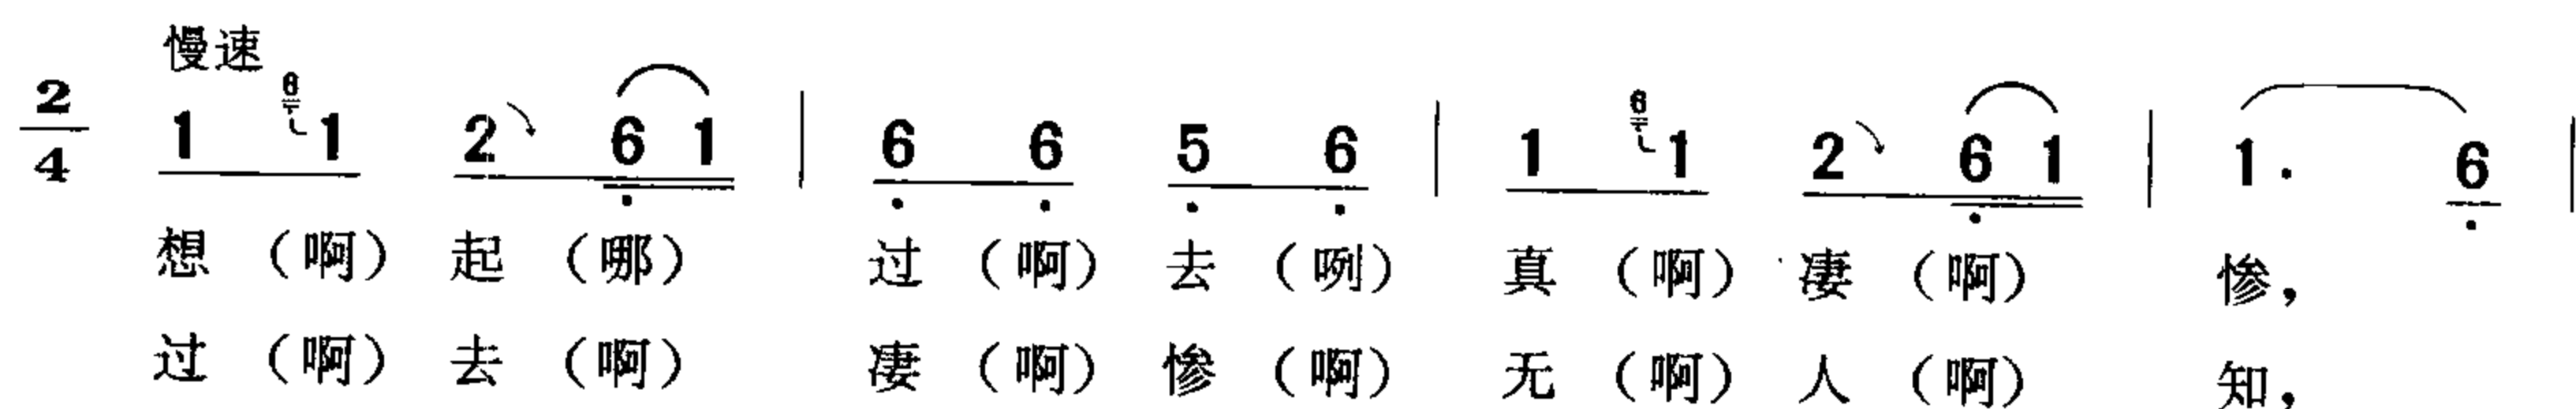 慢速
2/4 1 6 1 2 6 1 | 6 6 5 6 | 1 6 1 2 6 1 | 1· 6 |
想（啊）起（哪） 过（啊）去（咧） 真（啊）凄（啊） 惨，
过（啊）去（啊） 凄（啊）惨（啊） 无（啊）人（啊） 知，